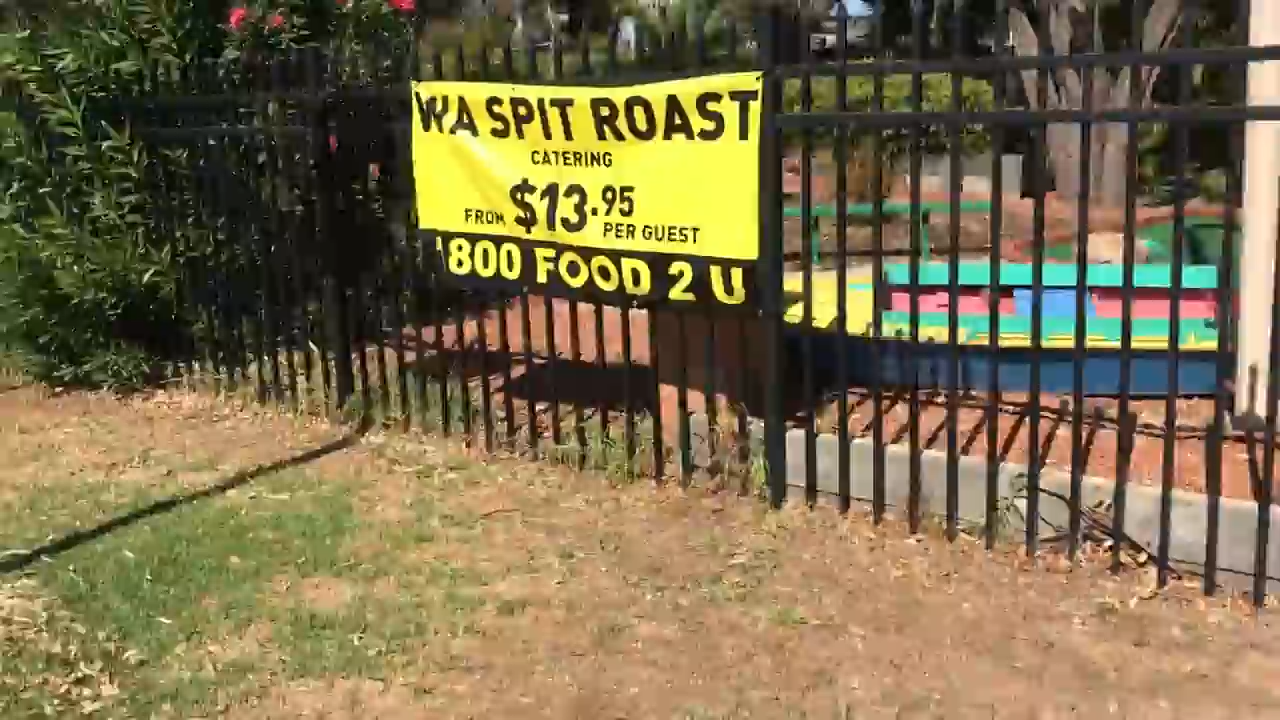 WA SPIT ROAST
CATERING
FROM $13.95 PER GUEST
1800 FOOD 2 U